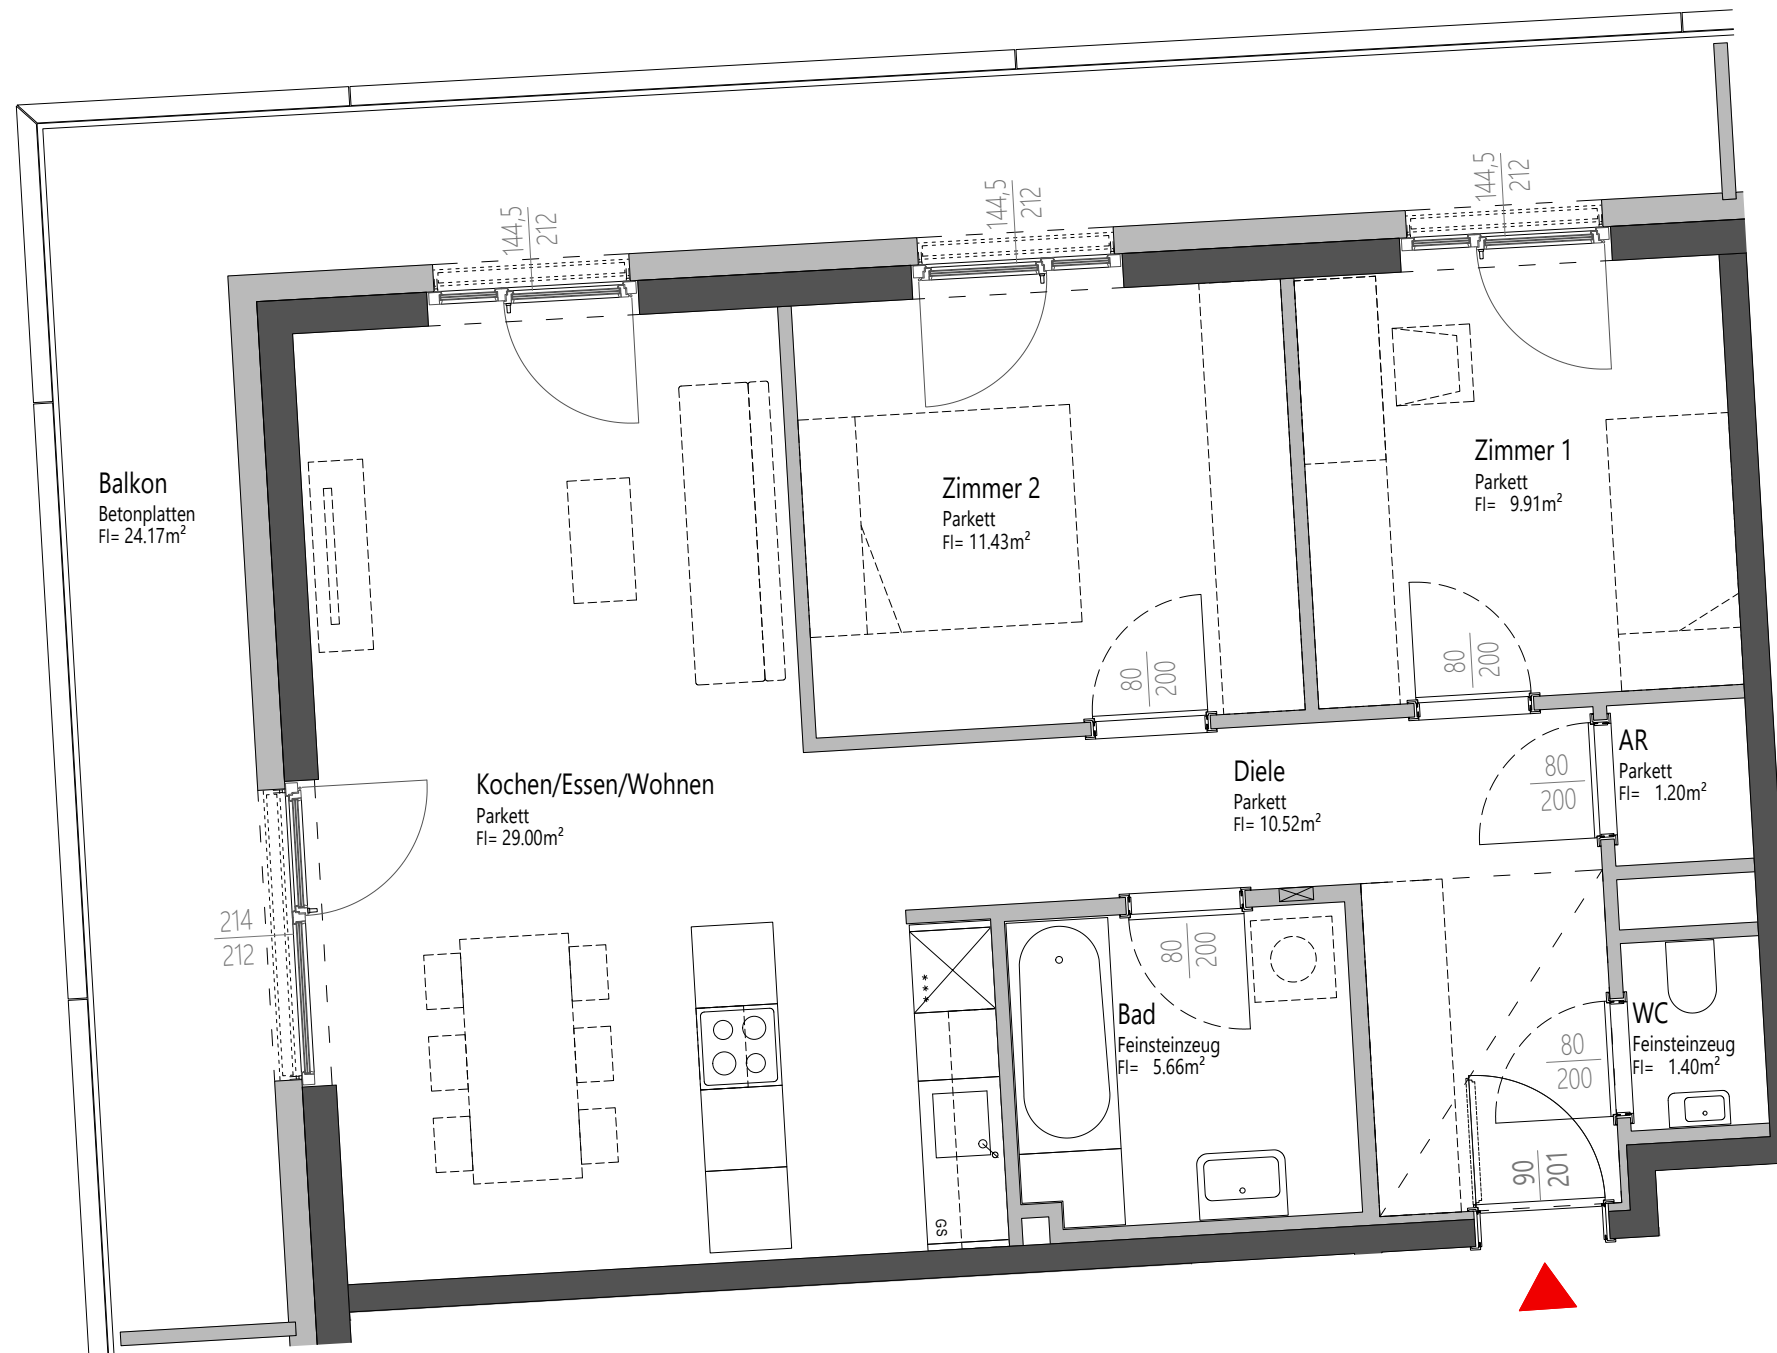 144,5
212
144,5
212
144,5
212
Balkon
Betonplatten
Fl= 24.17m²
Zimmer 2
Parkett
Fl= 11.43m²
Zimmer 1
Parkett
Fl= 9.91m²
80
200
80
200
Kochen/Essen/Wohnen
Parkett
Fl= 29.00m²
Diele
Parkett
Fl= 10.52m²
80
200
AR
Parkett
Fl= 1.20m²
214
212
80
200
Bad
Feinsteinzeug
Fl= 5.66m²
80
200
WC
Feinsteinzeug
Fl= 1.40m²
90
201
GS